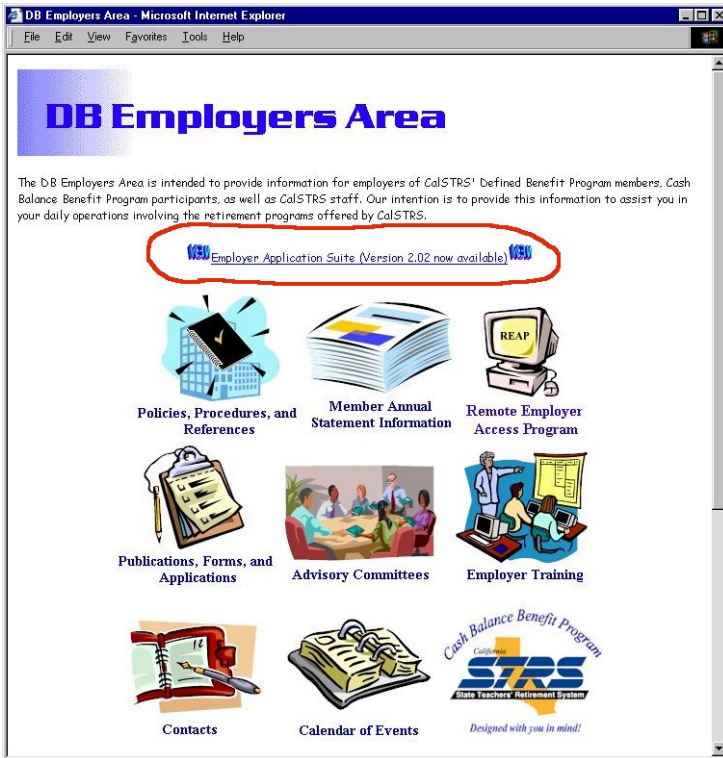 DB Employers Area - Microsoft Internet Explorer
File Edit View Favorites Tools Help
DB Employers Area
The DB Employers Area is intended to provide information for employers of CalSTRS' Defined Benefit Program members, Cash
Balance Benefit Program participants, as well as CalSTRS staff. Our intention is to provide this information to assist you in
your daily operations involving the retirement programs offered by CalSTRS.
NEW Employer Application Suite (Version 2.02 now available) NEW
REAP
Policies, Procedures, and
References
Member Annual
Statement Information
Remote Employer
Access Program
Publications, Forms, and
Applications
Advisory Committees
Employer Training
12
Contacts
Calendar of Events
Cash Balance Benefit Program
California
STRS
State Teachers' Retirement System
Designed with you in mind!